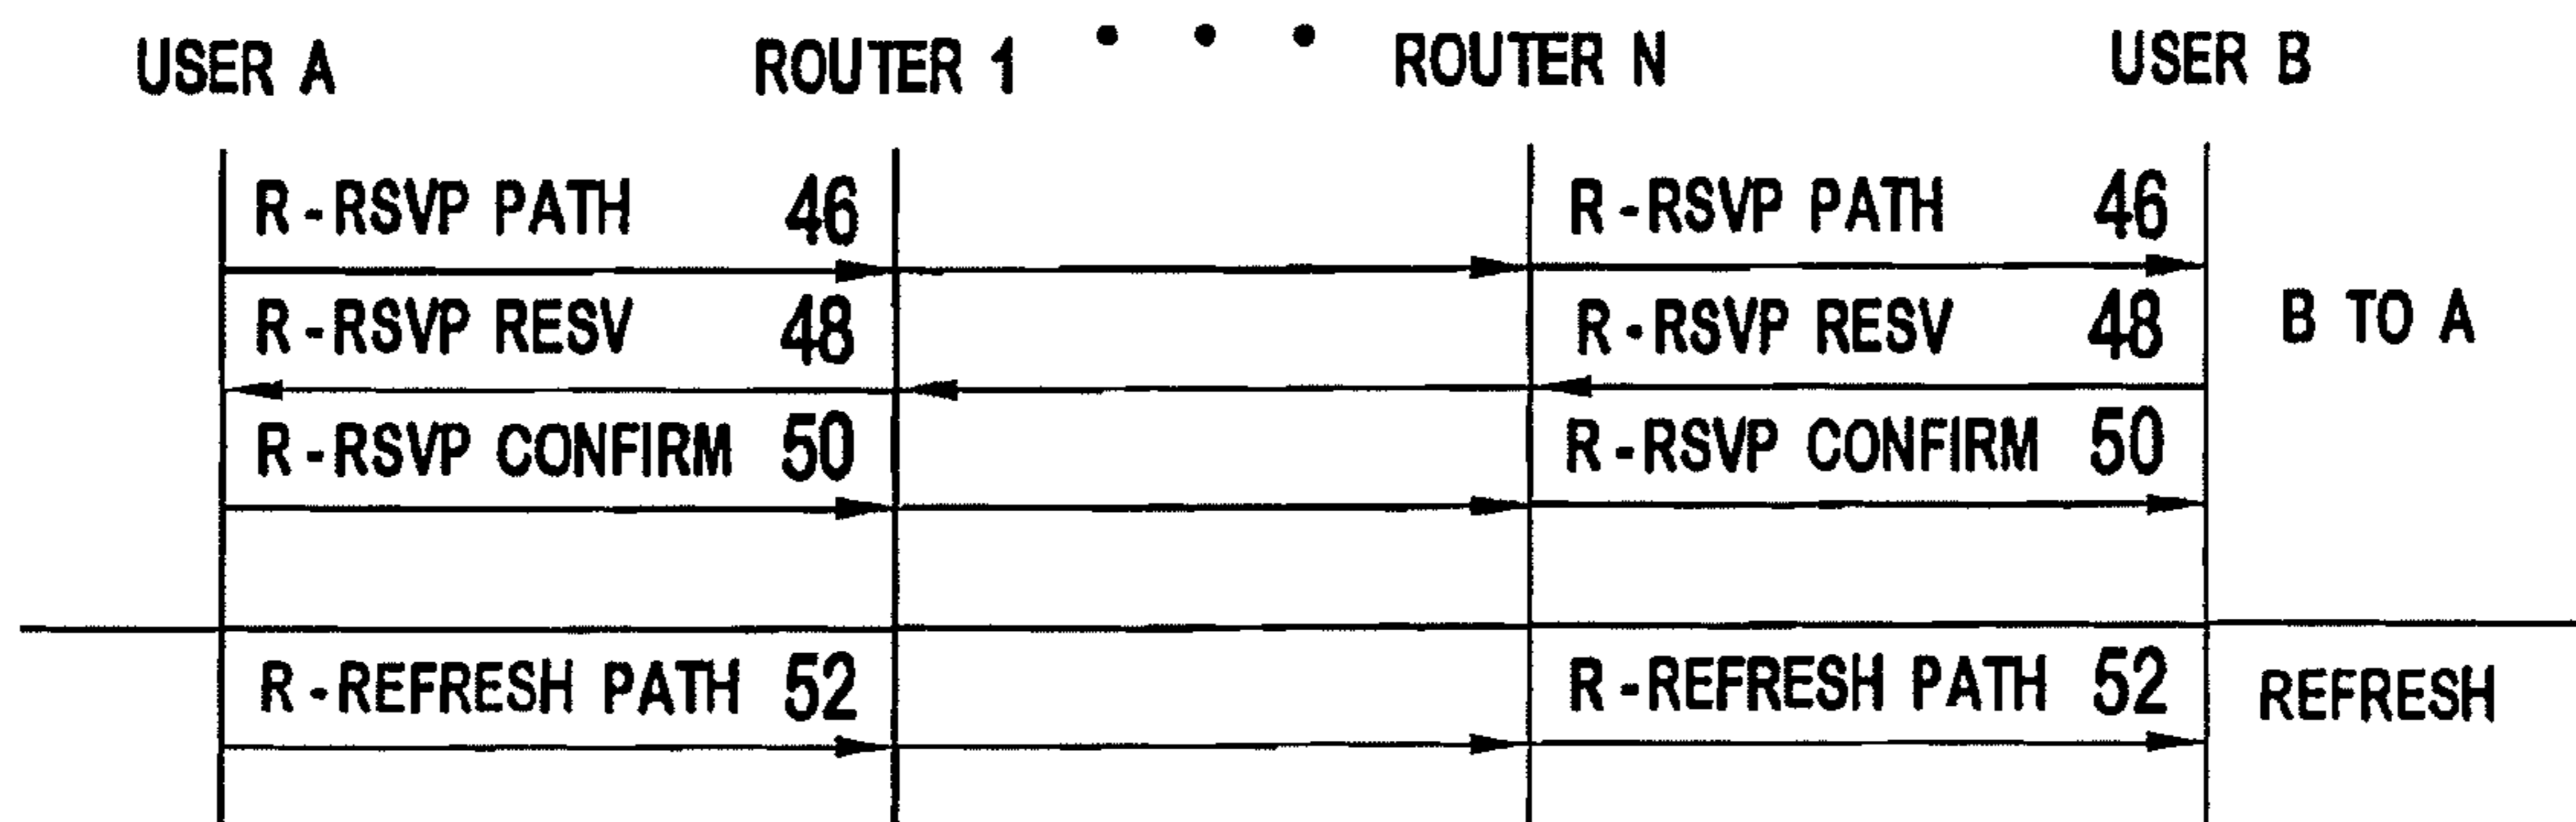 USER A ROUTER 1 • • • ROUTER N USER B
R-RSVP PATH 46 R-RSVP PATH 46
R-RSVP RESV 48 R-RSVP RESV 48 B TO A
R-RSVP CONFIRM 50 R-RSVP CONFIRM 50
R-REFRESH PATH 52 R-REFRESH PATH 52 REFRESH